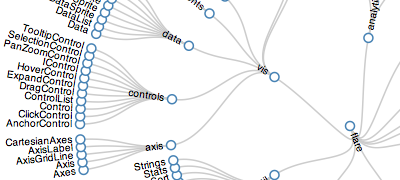 DataSprite
DataList
Data
data
TooltipControl
SelectionControl
PanZoomControl
IControl
HoverControl
ExpandControl
DragControl
ControlList
Control
ClickControl
AnchorControl
controls
CartesianAxes
AxisLabel
AxisGridLine
Axis
Axes
axis
Strings
Stats
vis
flare